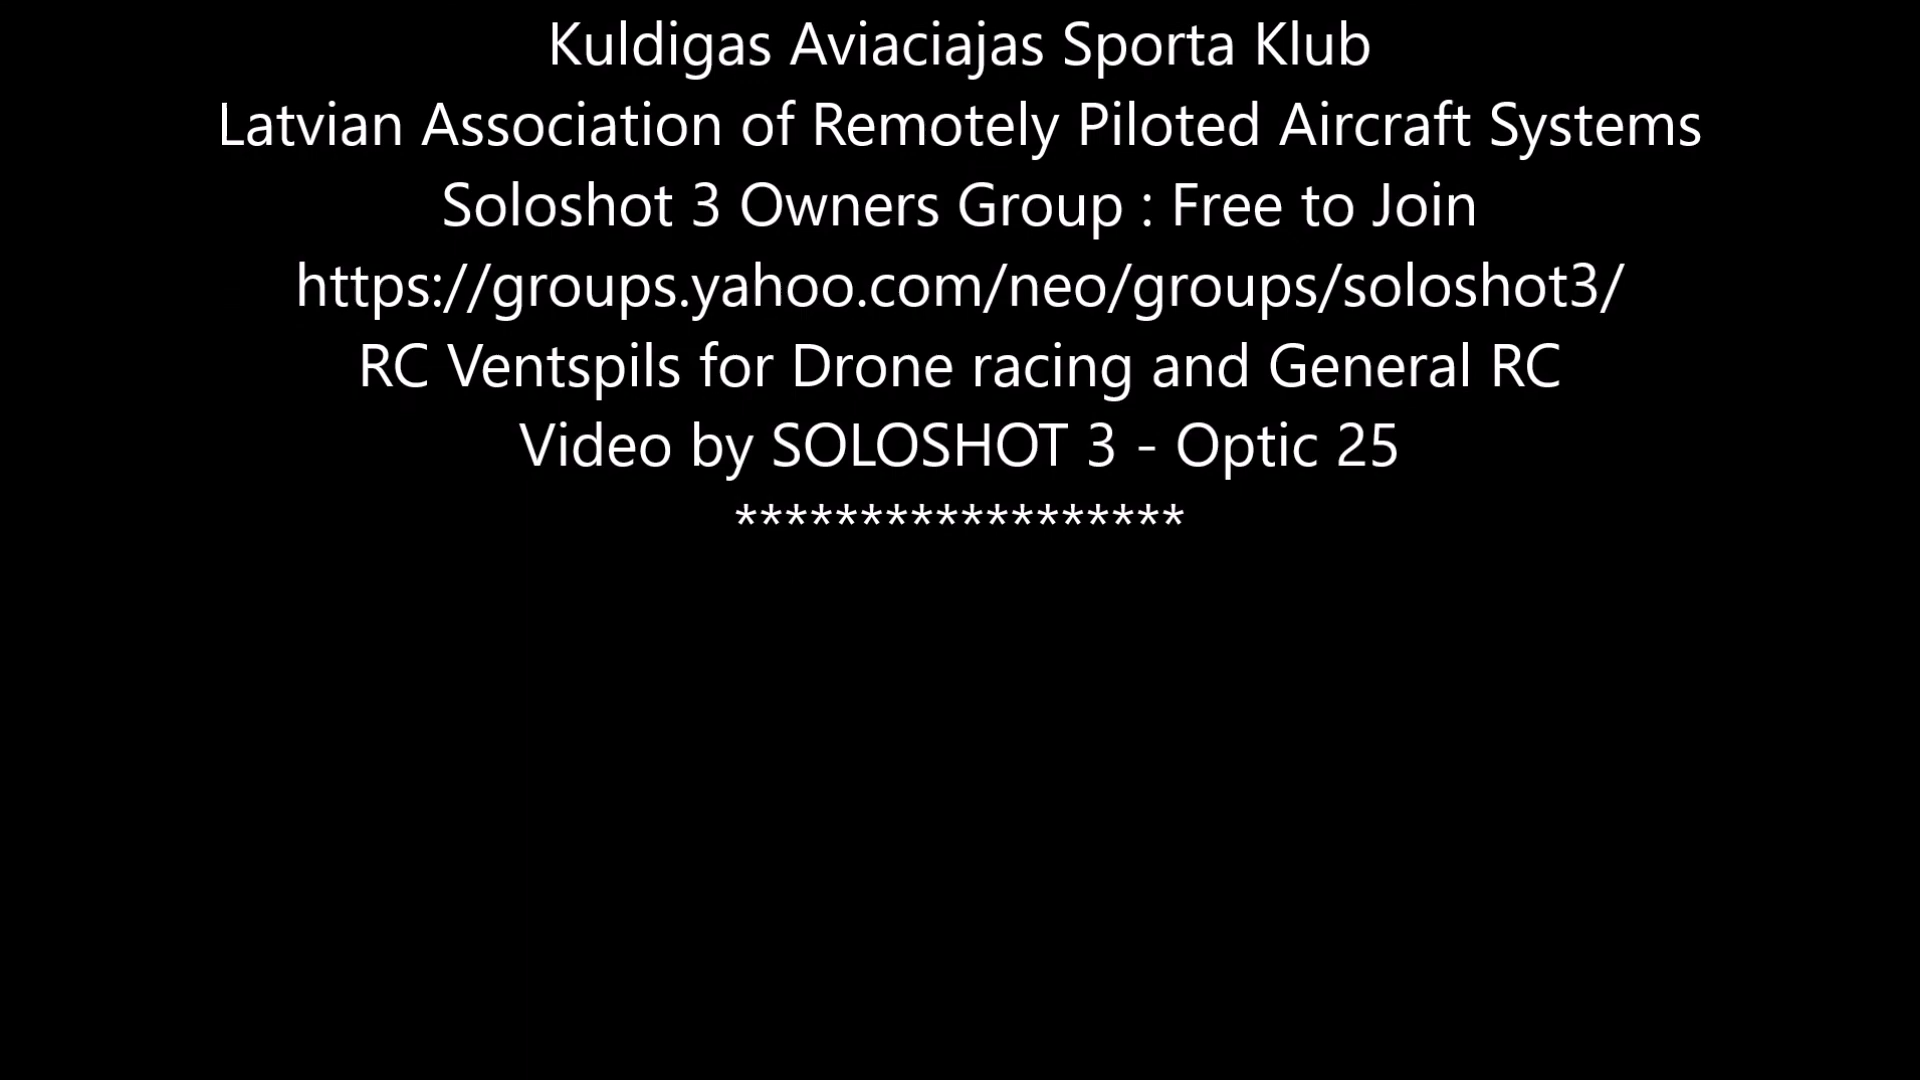 Kuldigas Aviaciajas Sporta Klub
Latvian Association of Remotely Piloted Aircraft Systems
Soloshot 3 Owners Group : Free to Join
https://groups.yahoo.com/neo/groups/soloshot3/
RC Ventspils for Drone racing and General RC
Video by SOLOSHOT 3 - Optic 25
******************